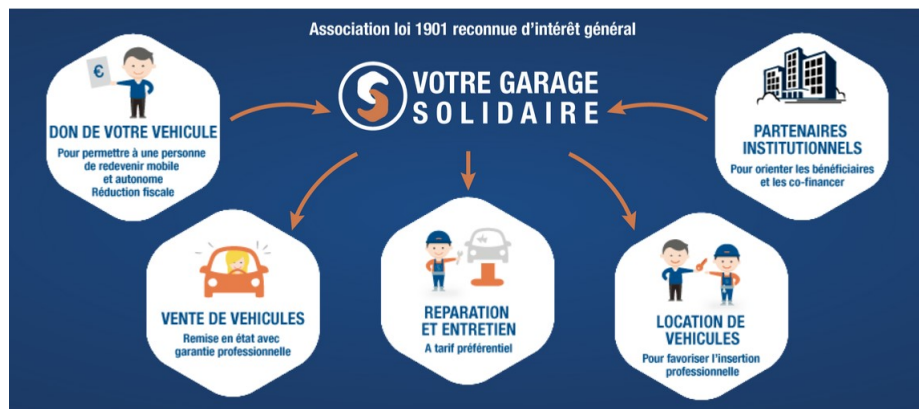 Association loi 1901 reconnue d'intérêt général
VOTRE GARAGE
SOLIDAIRE
€
DON DE VOTRE VEHICULE
Pour permettre à une personne
de redevenir mobile
et autonome
Réduction fiscale
PARTENAIRES
INSTITUTIONNELS
Pour orienter les bénéficiaires
et les co-financer
VENTE DE VEHICULES
Remise en état avec
garantie professionnelle
REPARATION
ET ENTRETIEN
A tarif préférentiel
LOCATION DE
VEHICULES
Pour favoriser l'insertion
professionnelle